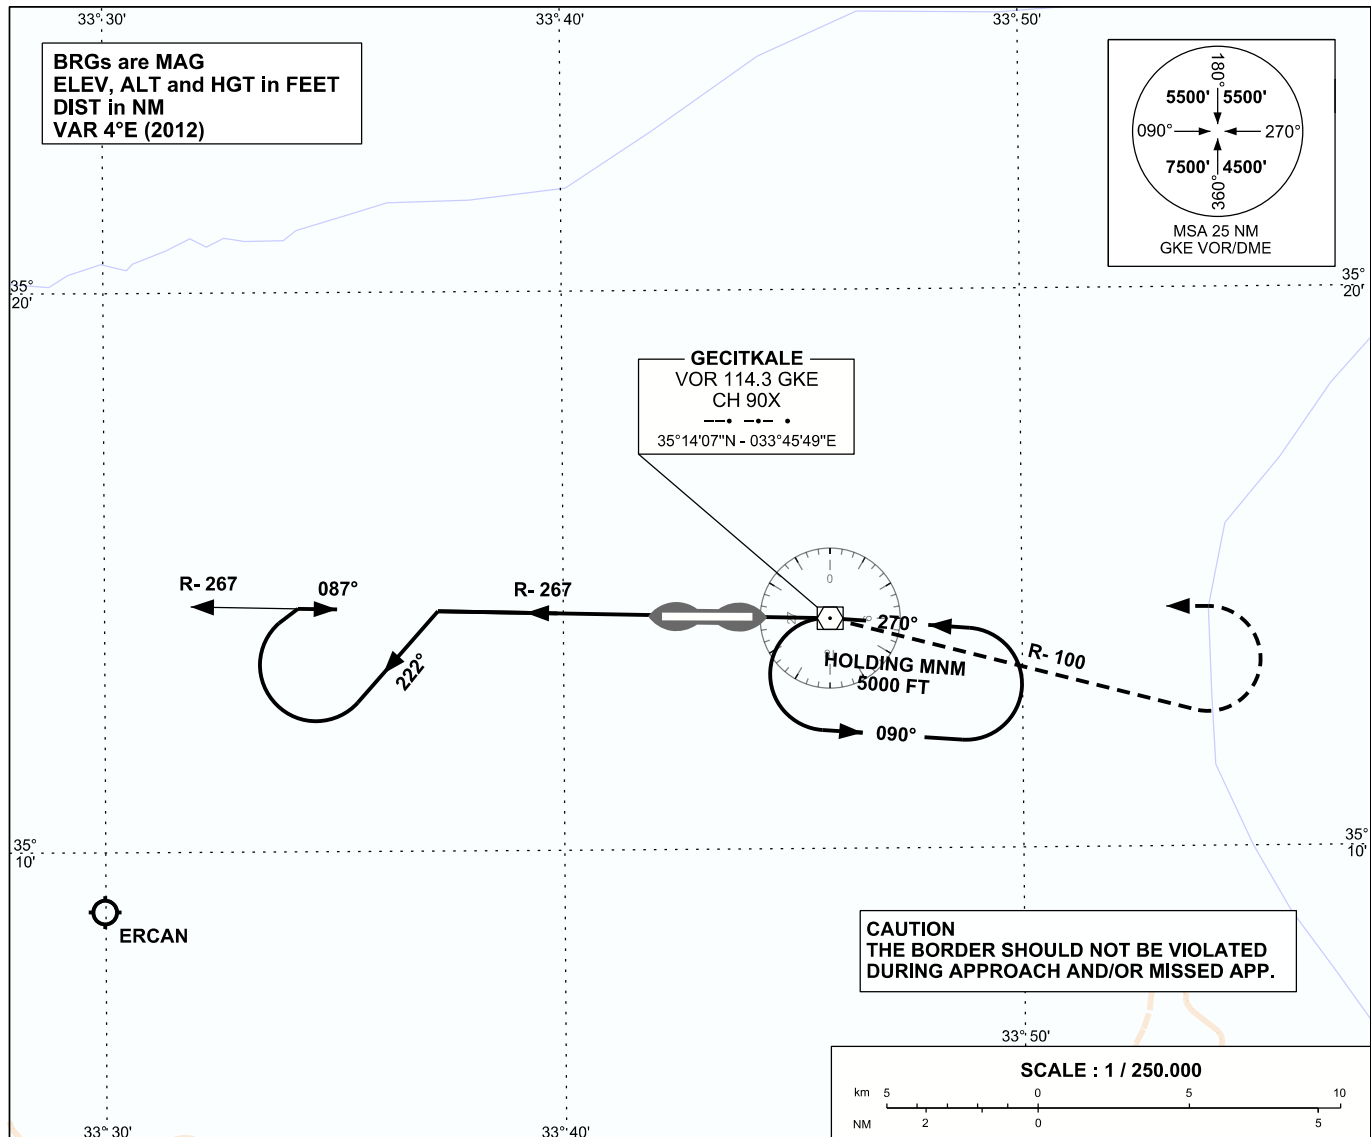 33° 30'
33° 40'
33° 50'
BRGs are MAG
ELEV, ALT and HGT in FEET
DIST in NM
VAR 4°E (2012)
180°
5500' 5500'
090° 270°
7500' 4500'
360°
MSA 25 NM
GKE VOR/DME
35°
20'
35°
20'
GECITKALE
VOR 114.3 GKE
CH 90X
35°14'07"N - 033°45'49"E
R- 267
087°
R- 267
222°
0
9
18
27
270°
HOLDING MNM
5000 FT
090°
R- 100
35°
10'
35°
10'
ERCAN
CAUTION
THE BORDER SHOULD NOT BE VIOLATED
DURING APPROACH AND/OR MISSED APP.
33° 50'
SCALE : 1 / 250.000
km 5 0 5 10
NM 2 0 5
33° 30'
33° 40'